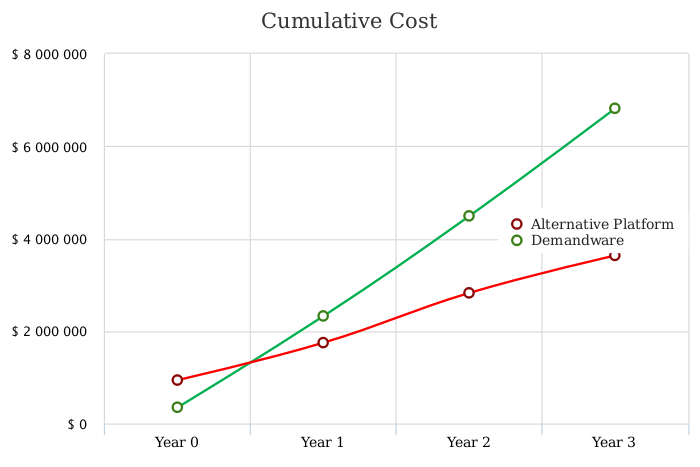 Cumulative Cost
$ 8 000 000
$ 6 000 000
$ 4 000 000
$ 2 000 000
$ 0
Alternative Platform
Demandware
Year 0
Year 1
Year 2
Year 3